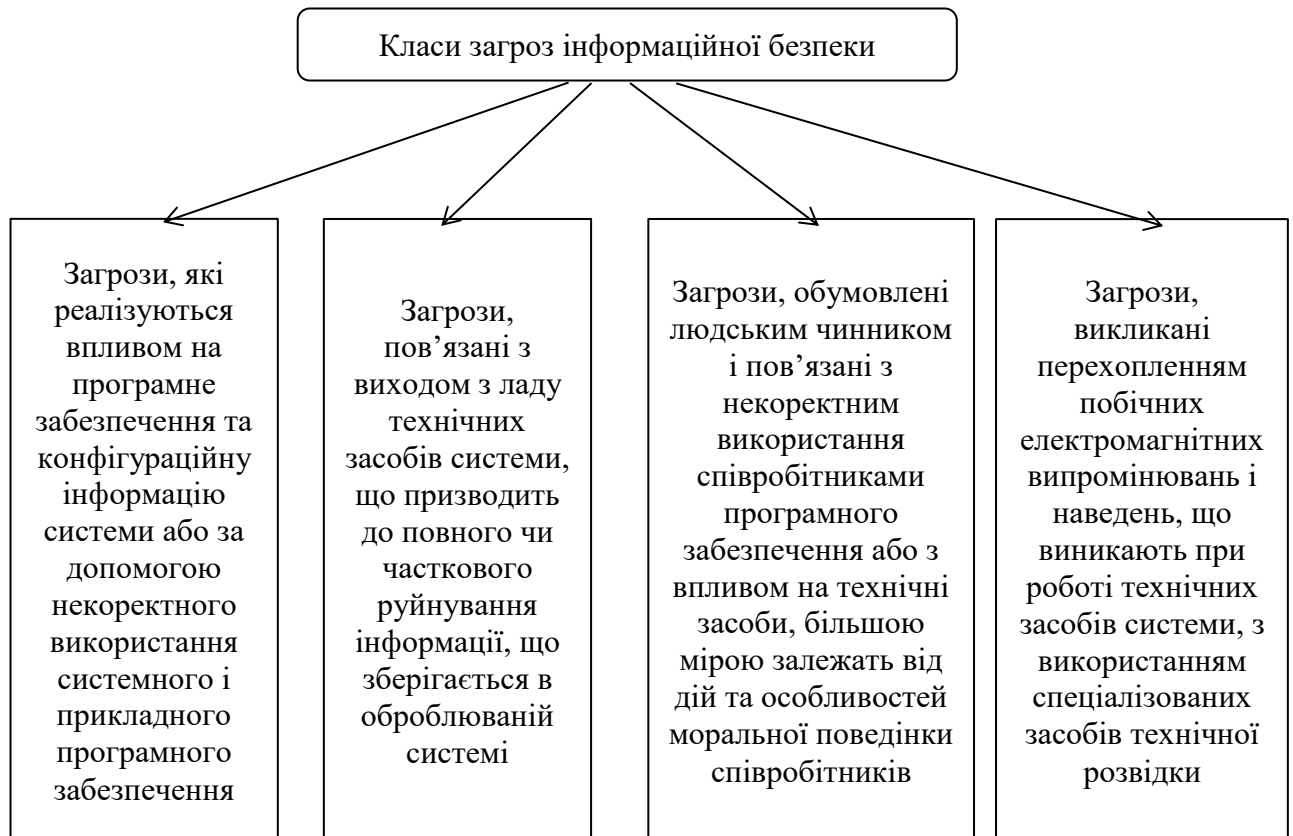 Класи загроз інформаційної безпеки
Загрози, які
реалізуються
впливом на
програмне
забезпечення та
конфігураційну
інформацію
системи або за
допомогою
некоректного
використання
системного і
прикладного
програмного
забезпечення
Загрози,
пов’язані з
виходом з ладу
технічних
засобів системи,
що призводить
до повного чи
часткового
руйнування
інформації, що
зберігається в
оброблюваній
системі
Загрози, обумовлені
людським чинником
і пов’язані з
некоректним
використання
співробітниками
програмного
забезпечення або з
впливом на технічні
засоби, більшою
мірою залежать від
дій та особливостей
моральної поведінки
співробітників
Загрози,
викликані
перехопленням
побічних
електромагнітних
випромінювань і
наведень, що
виникають при
роботі технічних
засобів системи, з
використанням
спеціалізованих
засобів технічної
розвідки